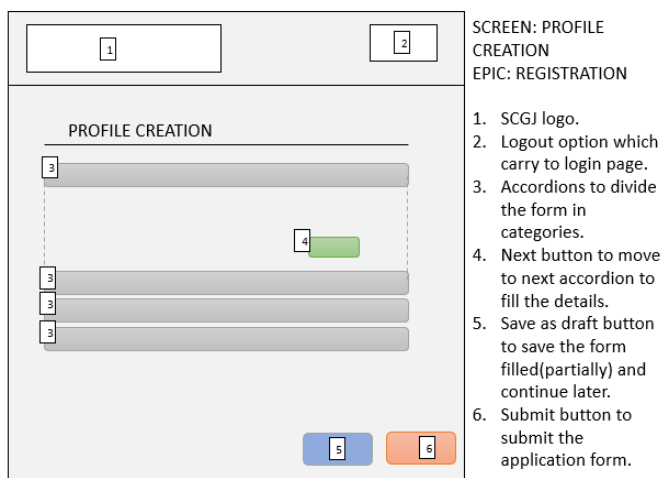 1
2
PROFILE CREATION
3
4
3
3
3
5
6
SCREEN: PROFILE
CREATION
EPIC: REGISTRATION
1. SCGJ logo.
2. Logout option which
carry to login page.
3. Accordions to divide
the form in
categories.
4. Next button to move
to next accordion to
fill the details.
5. Save as draft button
to save the form
filled(partially) and
continue later.
6. Submit button to
submit the
application form.